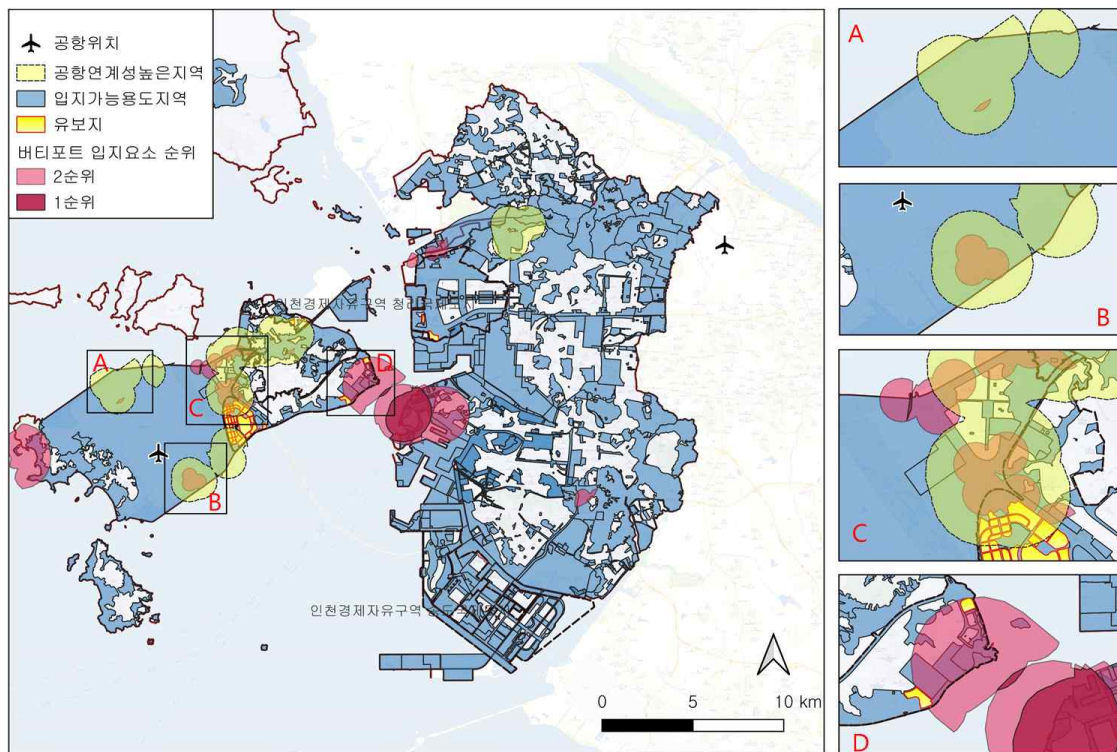 공항위치
공항연계성높은지역
입지가능용도지역
유보지
버티포트 입지요소 순위
2순위
1순위
인천경제자유구역
A
D
C
B
인천경제자유구역
0 5 10 km
A
B
C
D